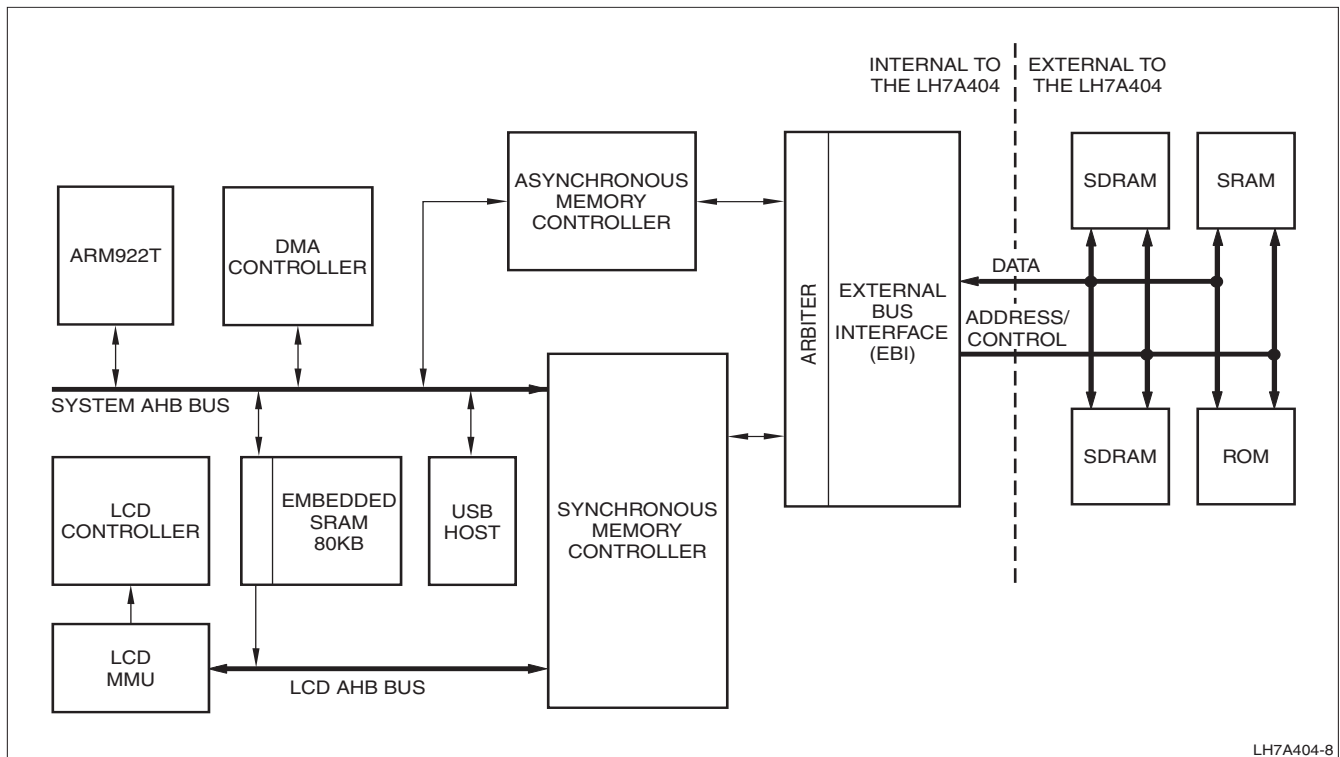 INTERNAL TO
THE LH7A404
EXTERNAL TO
THE LH7A404
ASYNCHRONOUS
MEMORY
CONTROLLER
SDRAM
SRAM
ARM922T
DMA
CONTROLLER
ARBITER
EXTERNAL
BUS
INTERFACE
(EBI)
DATA
ADDRESS/
CONTROL
SYSTEM AHB BUS
SDRAM
ROM
LCD
CONTROLLER
EMBEDDED
SRAM
80KB
USB
HOST
SYNCHRONOUS
MEMORY
CONTROLLER
LCD
MMU
LCD AHB BUS
LH7A404-8